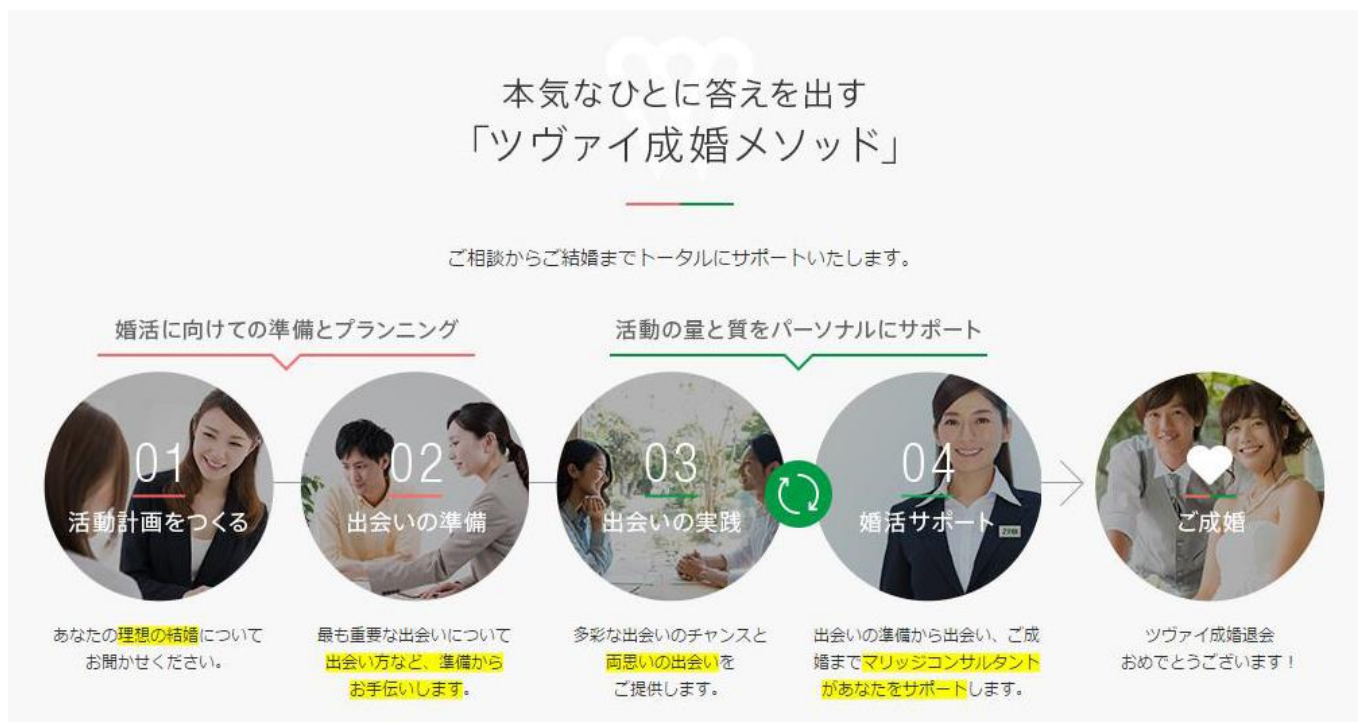 本気なひとに答えを出す
「ツヴァイ成婚メソッド」
ご相談からご結婚までトータルにサポートいたします。
婚活に向けての準備とプランニング
活動の量と質をパーソナルにサポート
01
活動計画をつくる
02
出会いの準備
03
出会いの実践
04
婚活サポート
ご成婚
あなたの理想の結婚について
お聞かせください。
最も重要な出会いについて
出会い方など、準備から
お手伝いします。
多彩な出会いのチャンスと
両思いの出会いを
ご提供します。
出会いの準備から出会い、ご成
婚までマリッジコンサルタント
があなたをサポートします。
ツヴァイ成婚退会
おめでとうございます！